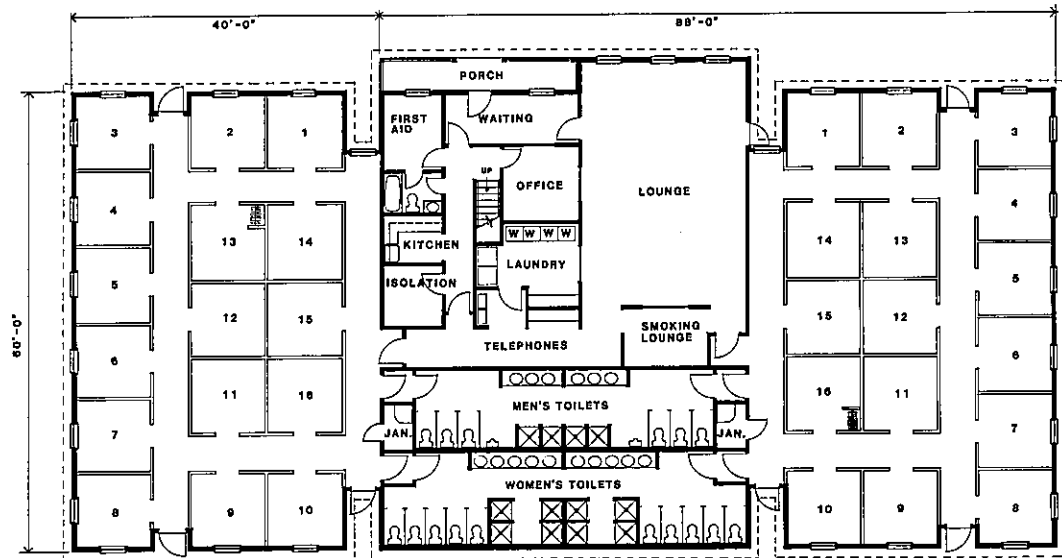 40'-0"
88'-0"
60'-0"
PORCH
FIRST
AID
WAITING
UP
OFFICE
LOUNGE
KITCHEN
W W W W
LAUNDRY
ISOLATION
SMOKING
LOUNGE
TELEPHONES
MEN'S TOILETS
JAN.
JAN.
WOMEN'S TOILETS
3
2
1
4
13
14
5
12
15
6
11
16
7
8
9
10
1
2
3
14
13
4
15
12
5
16
11
6
7
10
9
8